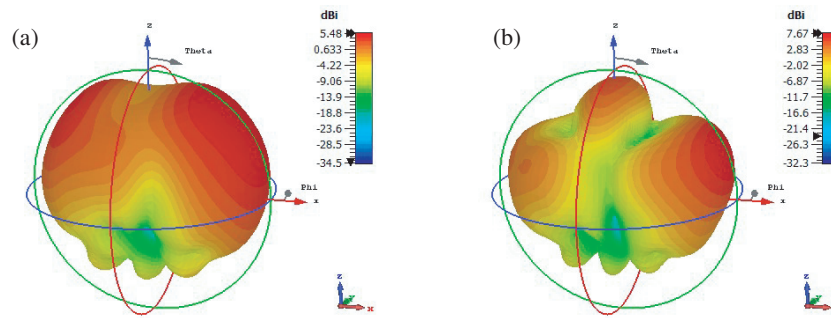 (a)
z
Theta
Phi
x
dBi
5.48
0.633
-4.22
-9.06
-13.9
-18.8
-23.6
-28.5
-34.5
z
Y
x
(b)
z
Theta
Phi
x
dBi
7.67
2.83
-2.02
-6.87
-11.7
-16.6
-21.4
-26.3
-32.3
z
Y